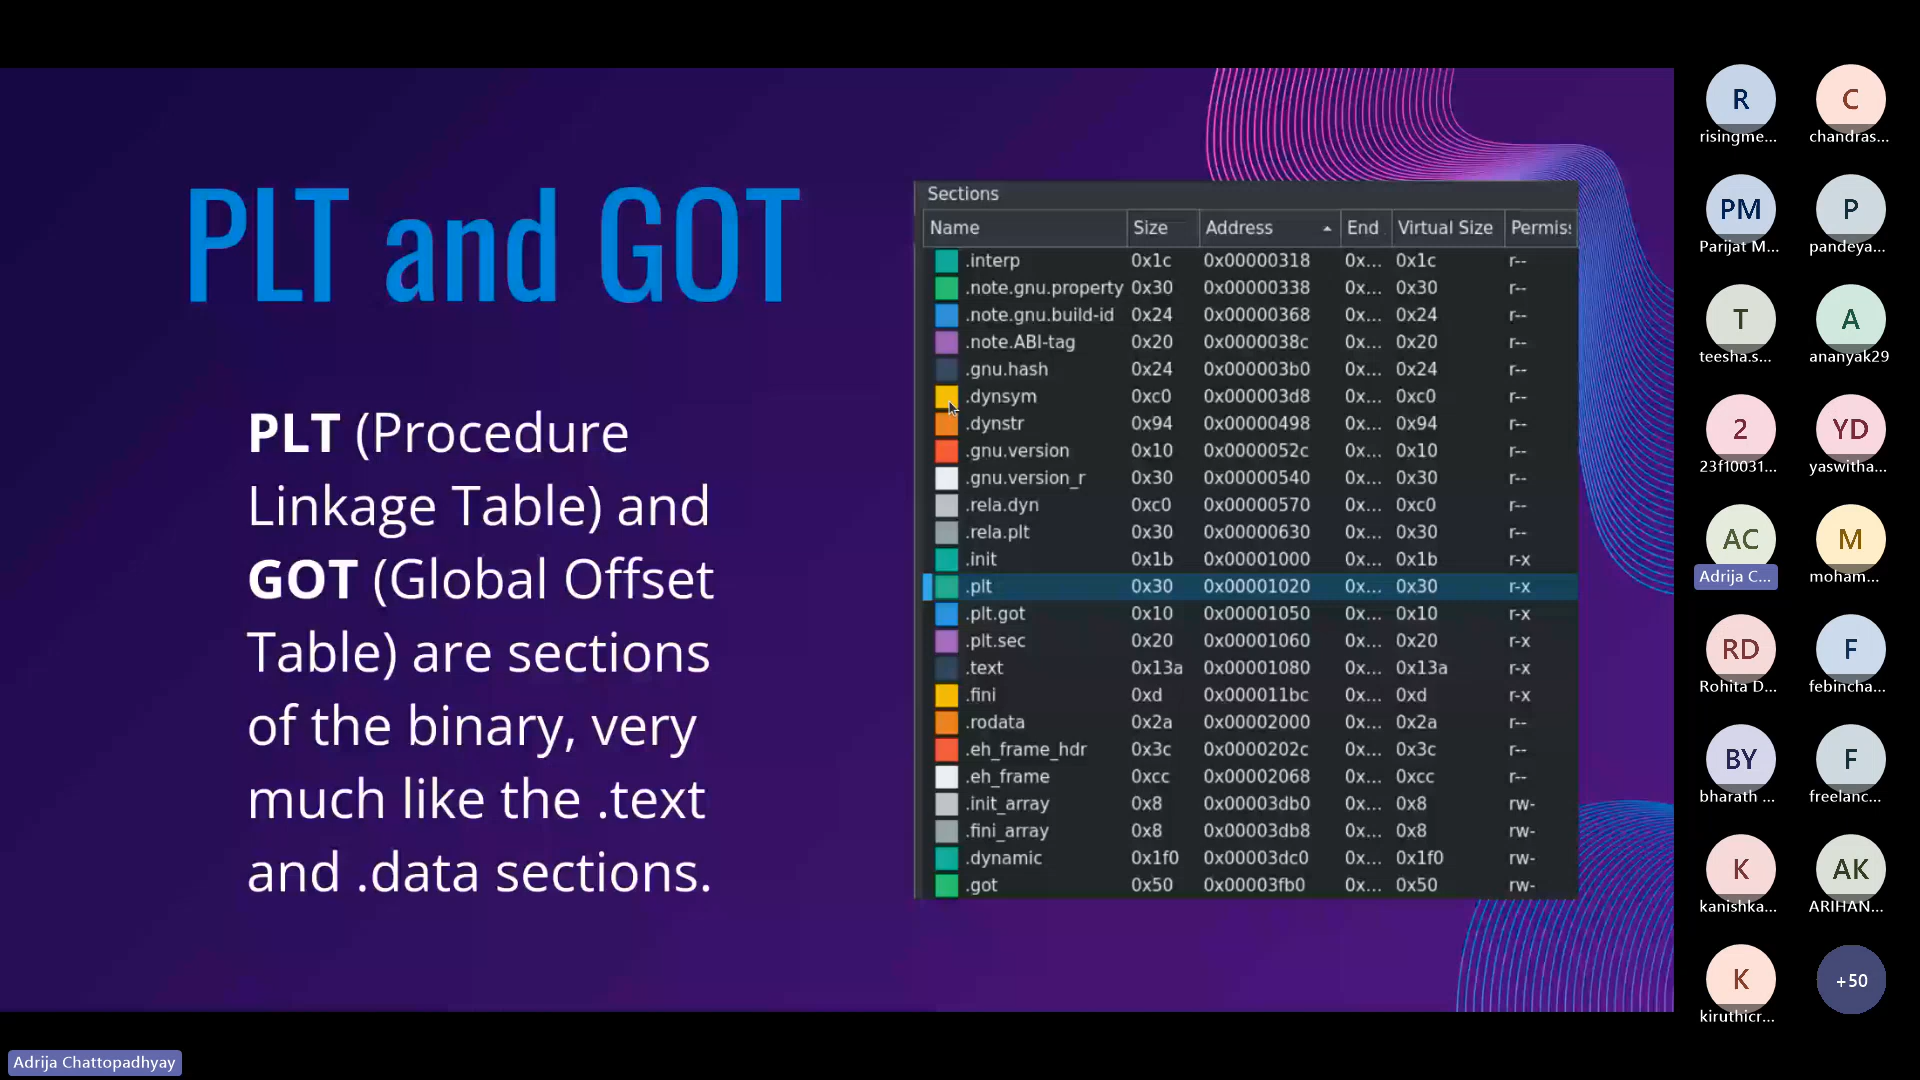 PLT and GOT
PLT (Procedure
Linkage Table) and
GOT (Global Offset
Table) are sections
of the binary, very
much like the .text
and .data sections.
Sections
Name Size Address End Virtual Size Permis
.interp 0x1c 0x00000318 0x... 0x1c r--
.note.gnu.property 0x30 0x00000338 0x... 0x30 r--
.note.gnu.build-id 0x24 0x00000368 0x... 0x24 r--
.note.ABI-tag 0x20 0x0000038c 0x... 0x20 r--
.gnu.hash 0x24 0x000003b0 0x... 0x24 r--
.dynsym 0xc0 0x000003d8 0x... 0xc0 r--
.dynstr 0x94 0x00000498 0x... 0x94 r--
.gnu.version 0x10 0x0000052c 0x... 0x10 r--
.gnu.version_r 0x30 0x00000540 0x... 0x30 r--
.rela.dyn 0xc0 0x00000570 0x... 0xc0 r--
.rela.plt 0x30 0x00000630 0x... 0x30 r--
.init 0x1b 0x00001000 0x... 0x1b r-x
.plt 0x30 0x00001020 0x... 0x30 r-x
.plt.got 0x10 0x00001050 0x... 0x10 r-x
.plt.sec 0x20 0x00001060 0x... 0x20 r-x
.text 0x13a 0x00001080 0x... 0x13a r-x
.fini 0xd 0x000011bc 0x... 0xd r-x
.rodata 0x2a 0x00002000 0x... 0x2a r--
.eh_frame_hdr 0x3c 0x0000202c 0x... 0x3c r--
.eh_frame 0xcc 0x00002068 0x... 0xcc r--
.init_array 0x8 0x00003db0 0x... 0x8 rw-
.fini_array 0x8 0x00003db8 0x... 0x8 rw-
.dynamic 0x1f0 0x00003dc0 0x... 0x1f0 rw-
.got 0x50 0x00003fb0 0x... 0x50 rw-
R C
risingme... chandras...
PM P
Parijat M... pandeya...
T A
teesha.s... ananyak29
2 YD
23f10031... yaswitha...
AC M
Adrija C... moham...
RD F
Rohita D... febincha...
BY F
bharath ... freelanc...
K AK
kanishka... ARIHAN...
K +50
kiruthicr...
Adrija Chattopadhyay